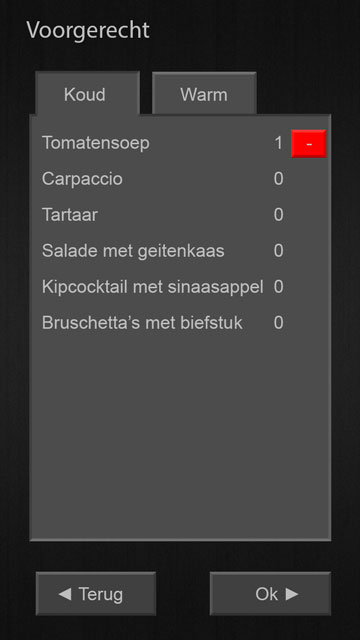 Voorgerecht
Koud Warm
Tomatensoep 1 -
Carpaccio 0
Tartaar 0
Salade met geitenkaas 0
Kipcocktail met sinaasappel 0
Bruschetta’s met biefstuk 0
◄ Terug Ok ►